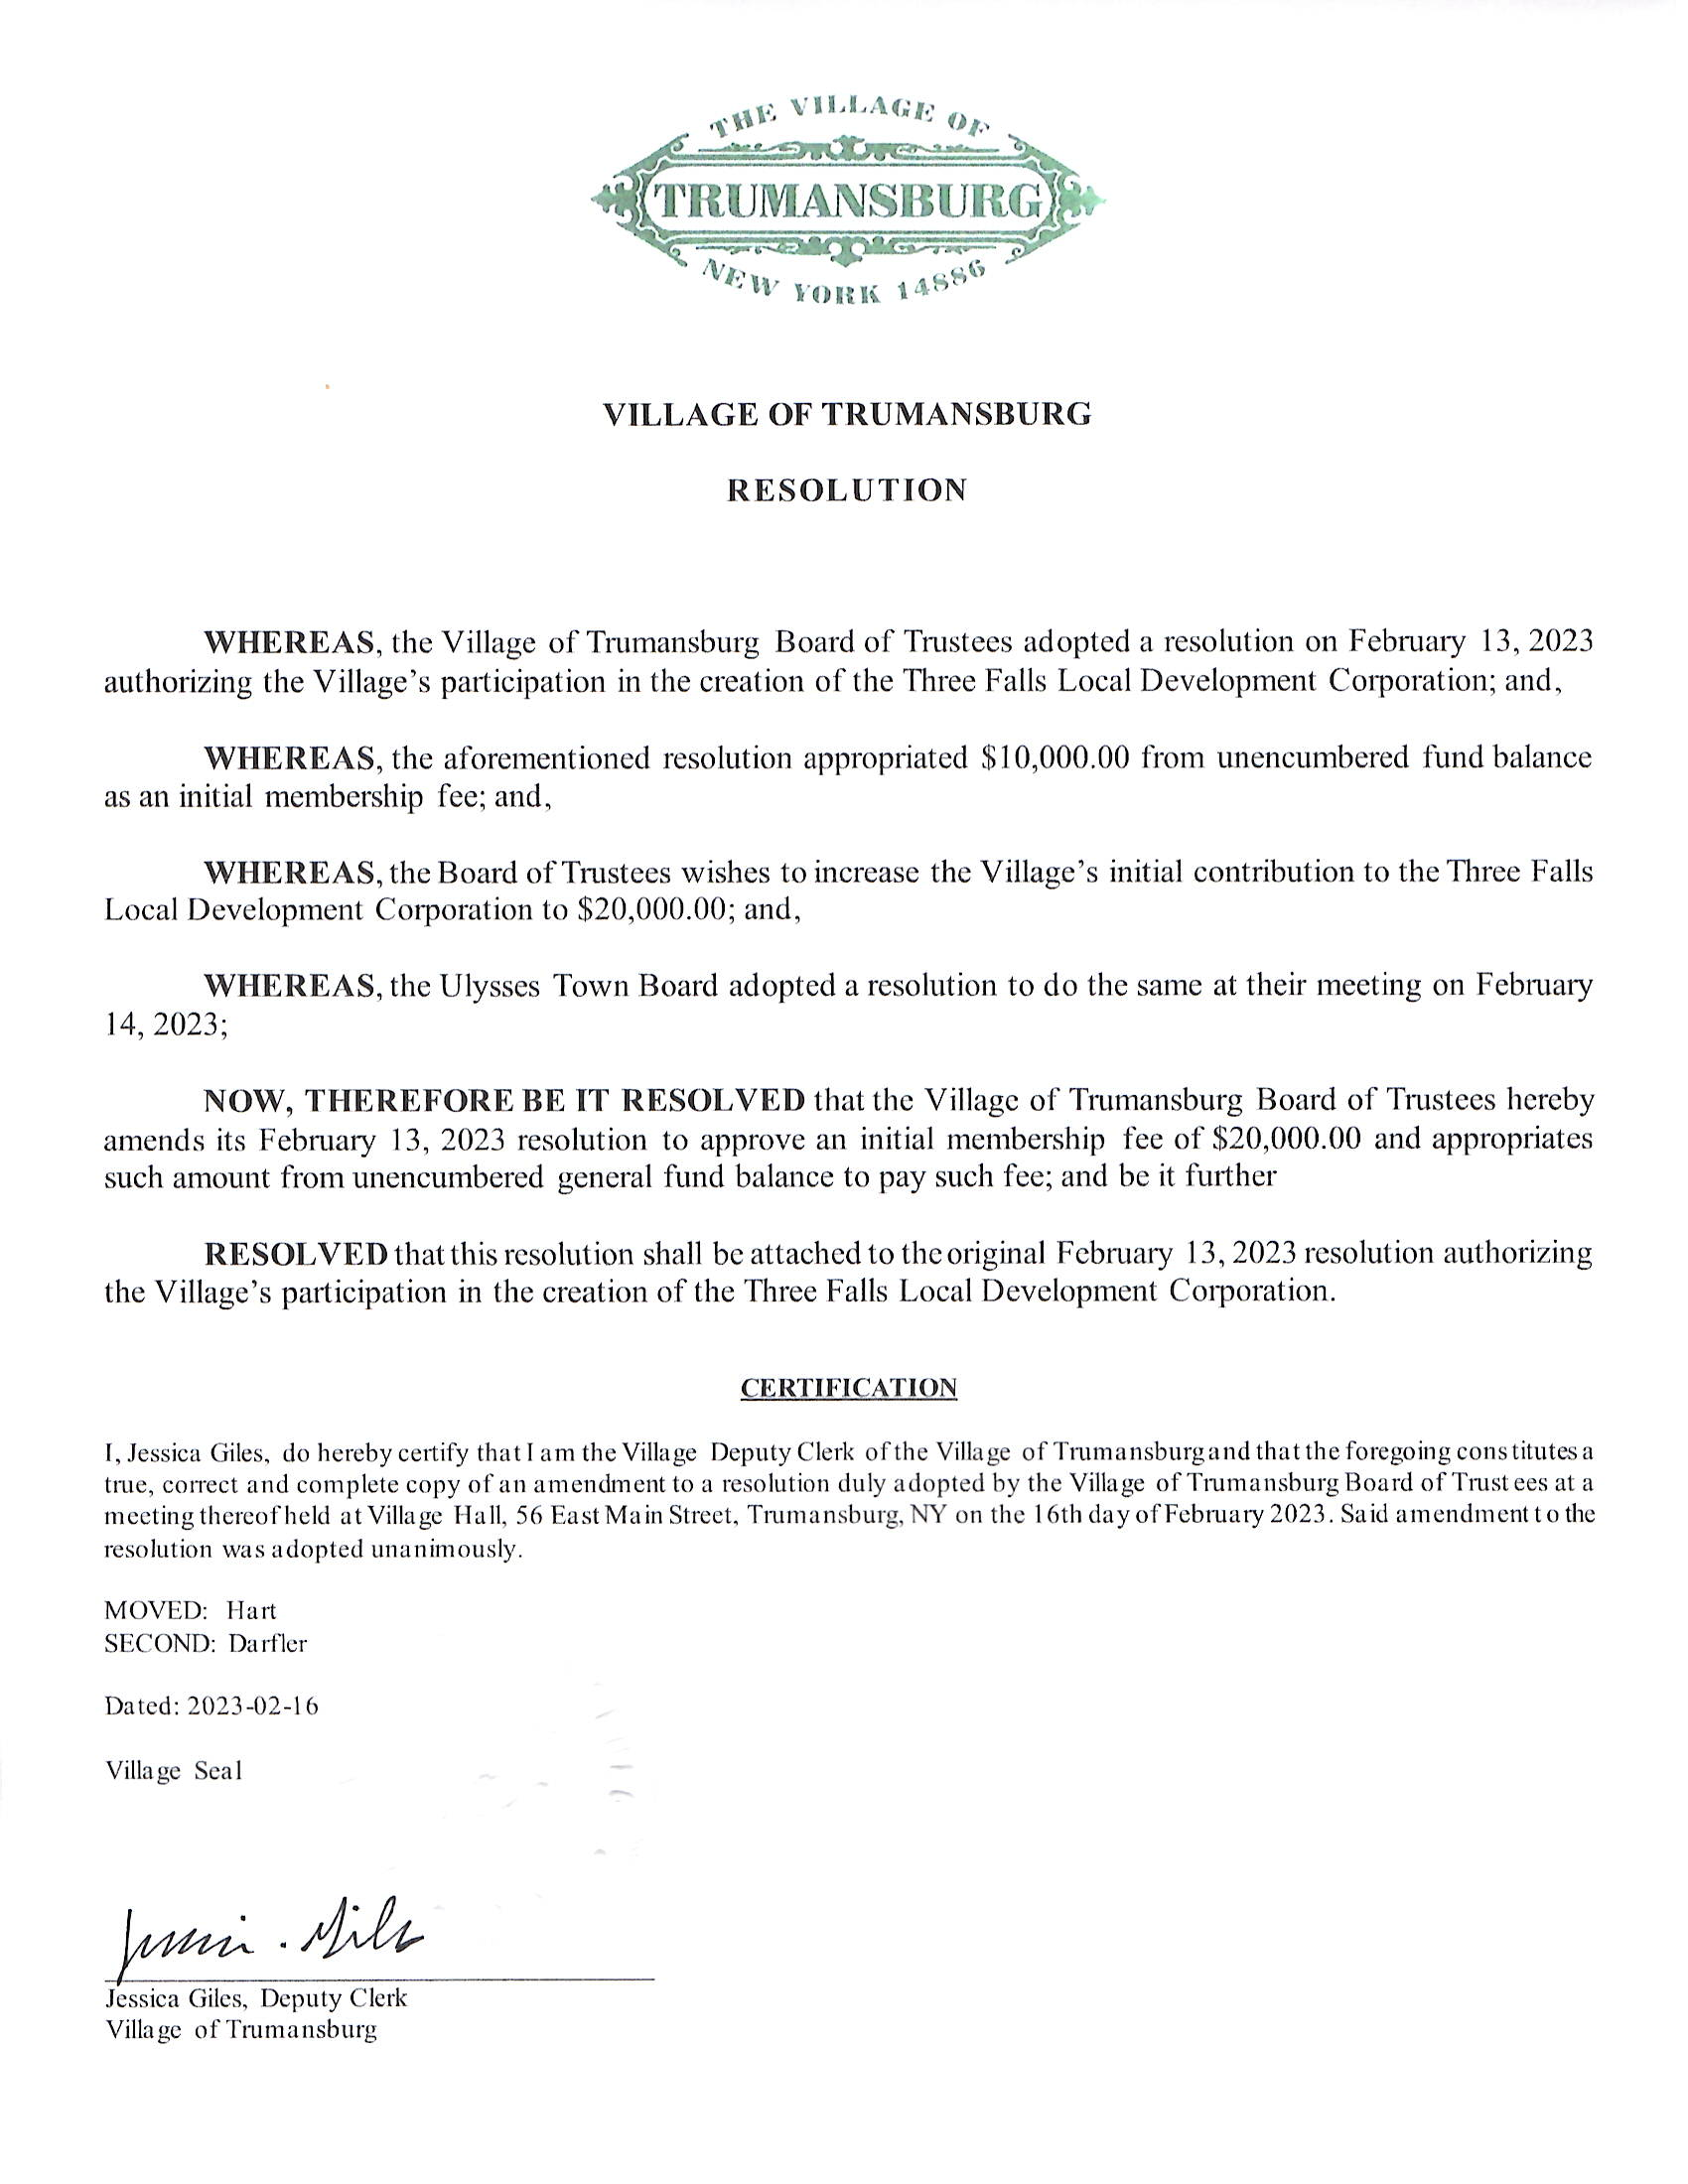 THE VILLAGE OF
TRUMANSBURG
NEW YORK 14886
VILLAGE OF TRUMANSBURG
RESOLUTION
WHEREAS, the Village of Trumansburg Board of Trustees adopted a resolution on February 13, 2023
authorizing the Village’s participation in the creation of the Three Falls Local Development Corporation; and,
WHEREAS, the aforementioned resolution appropriated $10,000.00 from unencumbered fund balance
as an initial membership fee; and,
WHEREAS, the Board of Trustees wishes to increase the Village’s initial contribution to the Three Falls
Local Development Corporation to $20,000.00; and,
WHEREAS, the Ulysses Town Board adopted a resolution to do the same at their meeting on February
14, 2023;
NOW, THEREFORE BE IT RESOLVED that the Village of Trumansburg Board of Trustees hereby
amends its February 13, 2023 resolution to approve an initial membership fee of $20,000.00 and appropriates
such amount from unencumbered general fund balance to pay such fee; and be it further
RESOLVED that this resolution shall be attached to the original February 13, 2023 resolution authorizing
the Village’s participation in the creation of the Three Falls Local Development Corporation.
CERTIFICATION
I, Jessica Giles, do hereby certify that I am the Village Deputy Clerk of the Village of Trumansburg and that the foregoing constitutes a
true, correct and complete copy of an amendment to a resolution duly adopted by the Village of Trumansburg Board of Trustees at a
meeting thereof held at Village Hall, 56 East Main Street, Trumansburg, NY on the 16th day of February 2023. Said amendment to the
resolution was adopted unanimously.
MOVED: Hart
SECOND: Darfler
Dated: 2023-02-16
Village Seal
Jessica Giles, Deputy Clerk
Village of Trumansburg